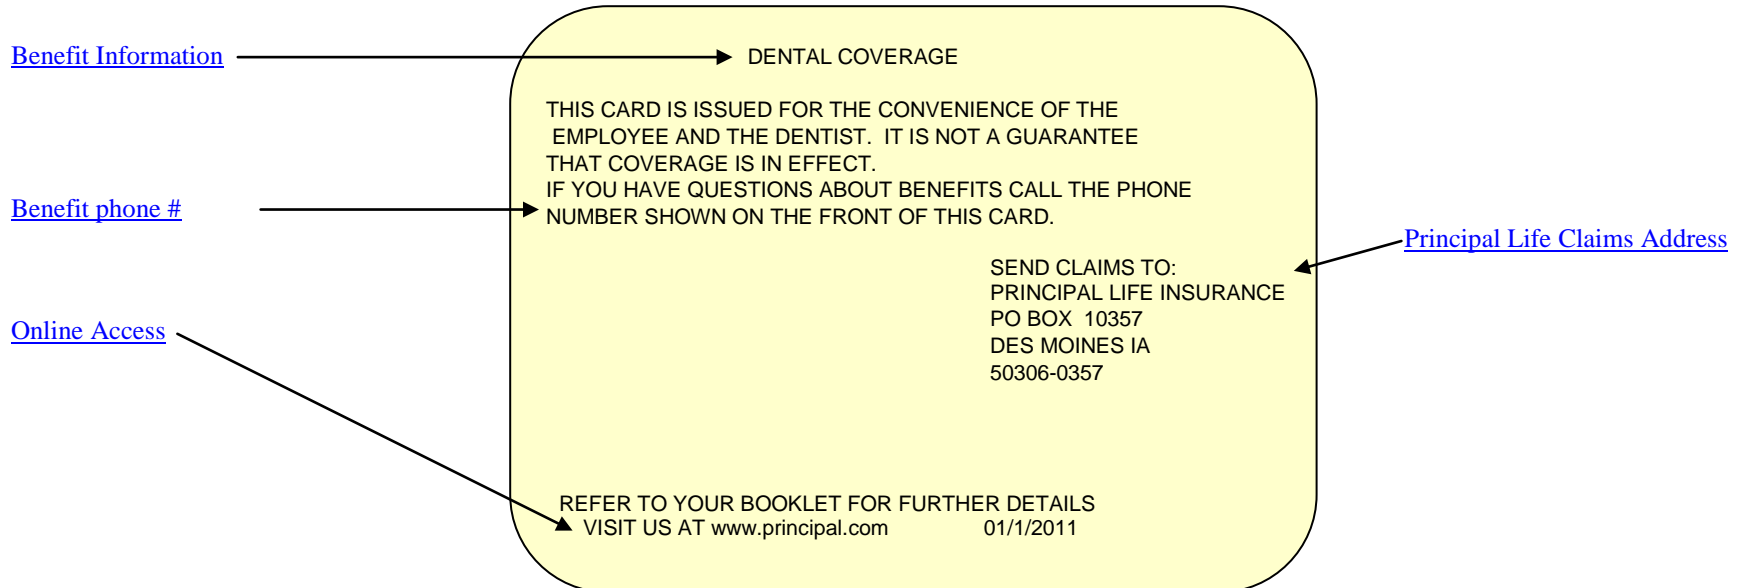 Benefit Information
DENTAL COVERAGE
THIS CARD IS ISSUED FOR THE CONVENIENCE OF THE
EMPLOYEE AND THE DENTIST.  IT IS NOT A GUARANTEE
THAT COVERAGE IS IN EFFECT.
IF YOU HAVE QUESTIONS ABOUT BENEFITS CALL THE PHONE
Benefit phone #
NUMBER SHOWN ON THE FRONT OF THIS CARD.
Principal Life Claims Address
SEND CLAIMS TO:
PRINCIPAL LIFE INSURANCE
PO BOX  10357
Online Access
DES MOINES IA
50306-0357
REFER TO YOUR BOOKLET FOR FURTHER DETAILS
VISIT US AT www.principal.com 01/1/2011